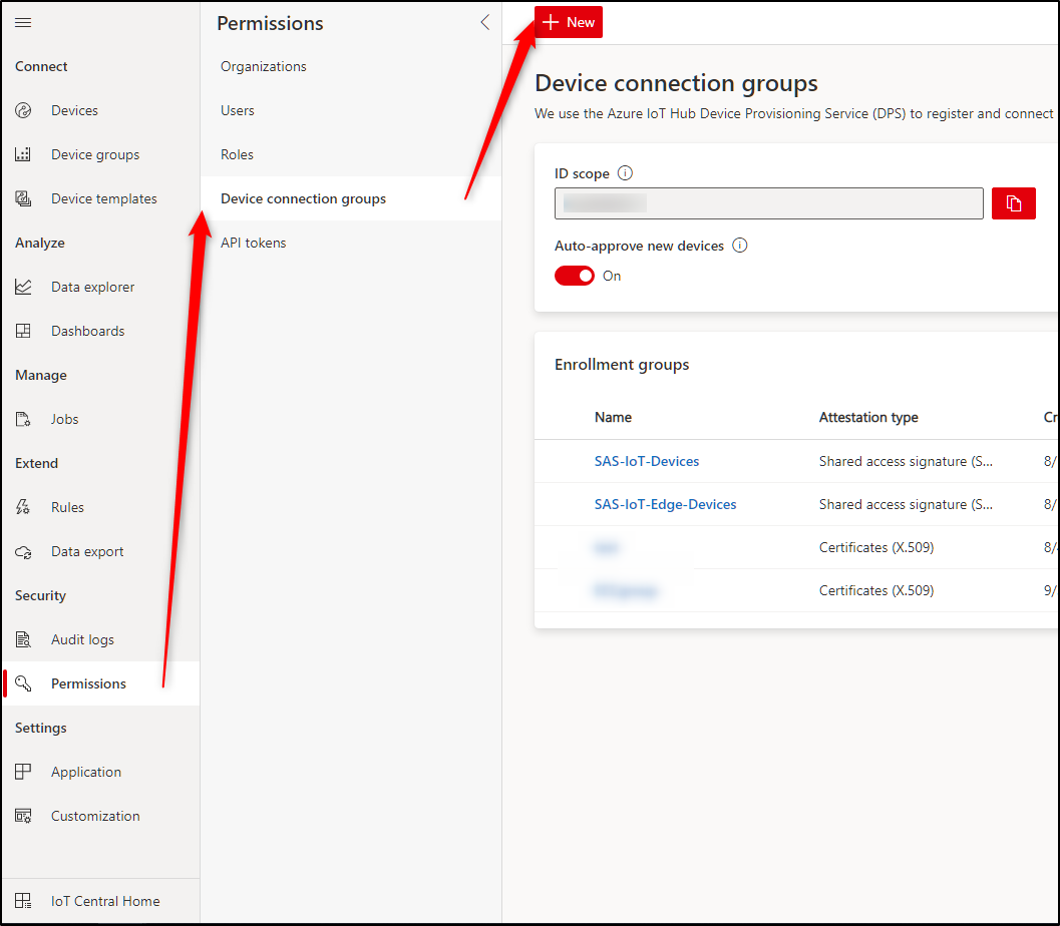 Connect
Devices
Device groups
Device templates
Analyze
Data explorer
Dashboards
Manage
Jobs
Extend
Rules
Data export
Security
Audit logs
Permissions
Settings
Application
Customization
IoT Central Home
Permissions
Organizations
Users
Roles
Device connection groups
API tokens
New
Device connection groups
We use the Azure IoT Hub Device Provisioning Service (DPS) to register and connect
ID scope
Auto-approve new devices
On
Enrollment groups
Name Attestation type Cr
SAS-IoT-Devices Shared access signature (S... 8/
SAS-IoT-Edge-Devices Shared access signature (S... 8/
Certificates (X.509) 8/
Certificates (X.509) 9/